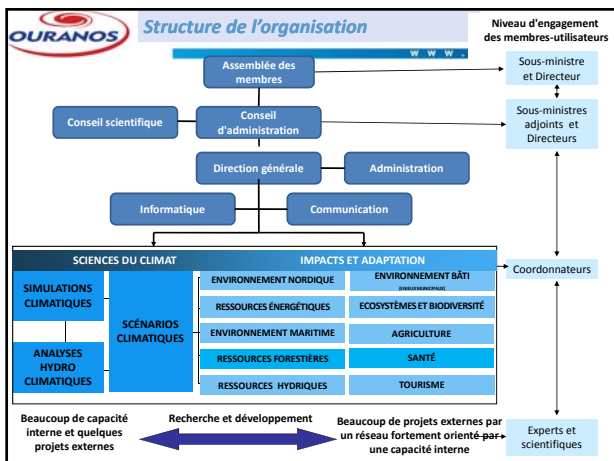 OURANOS
Structure de l'organisation
w w w .
Niveau d'engagement
des membres-utilisateurs
Assemblée des
membres
Sous-ministre
et Directeur
Conseil scientifique
Conseil
d'administration
Sous-ministres
adjoints et
Directeurs
Direction générale
Administration
Informatique
Communication
SCIENCES DU CLIMAT
IMPACTS ET ADAPTATION
Coordonnateurs
SIMULATIONS
CLIMATIQUES
SCÉNARIOS
CLIMATIQUES
ANALYSES
HYDRO
CLIMATIQUES
ENVIRONNEMENT NORDIQUE
ENVIRONNEMENT BÂTI
RESSOURCES ÉNERGÉTIQUES
ECOSYSTÈMES ET BIODIVERSITÉ
ENVIRONNEMENT MARITIME
AGRICULTURE
RESSOURCES FORESTIÈRES
SANTÉ
RESSOURCES HYDRIQUES
TOURISME
Beaucoup de capacité
interne et quelques
projets externes
Recherche et développement
Beaucoup de projets externes par
un réseau fortement orienté par
une capacité interne
Experts et
scientifiques